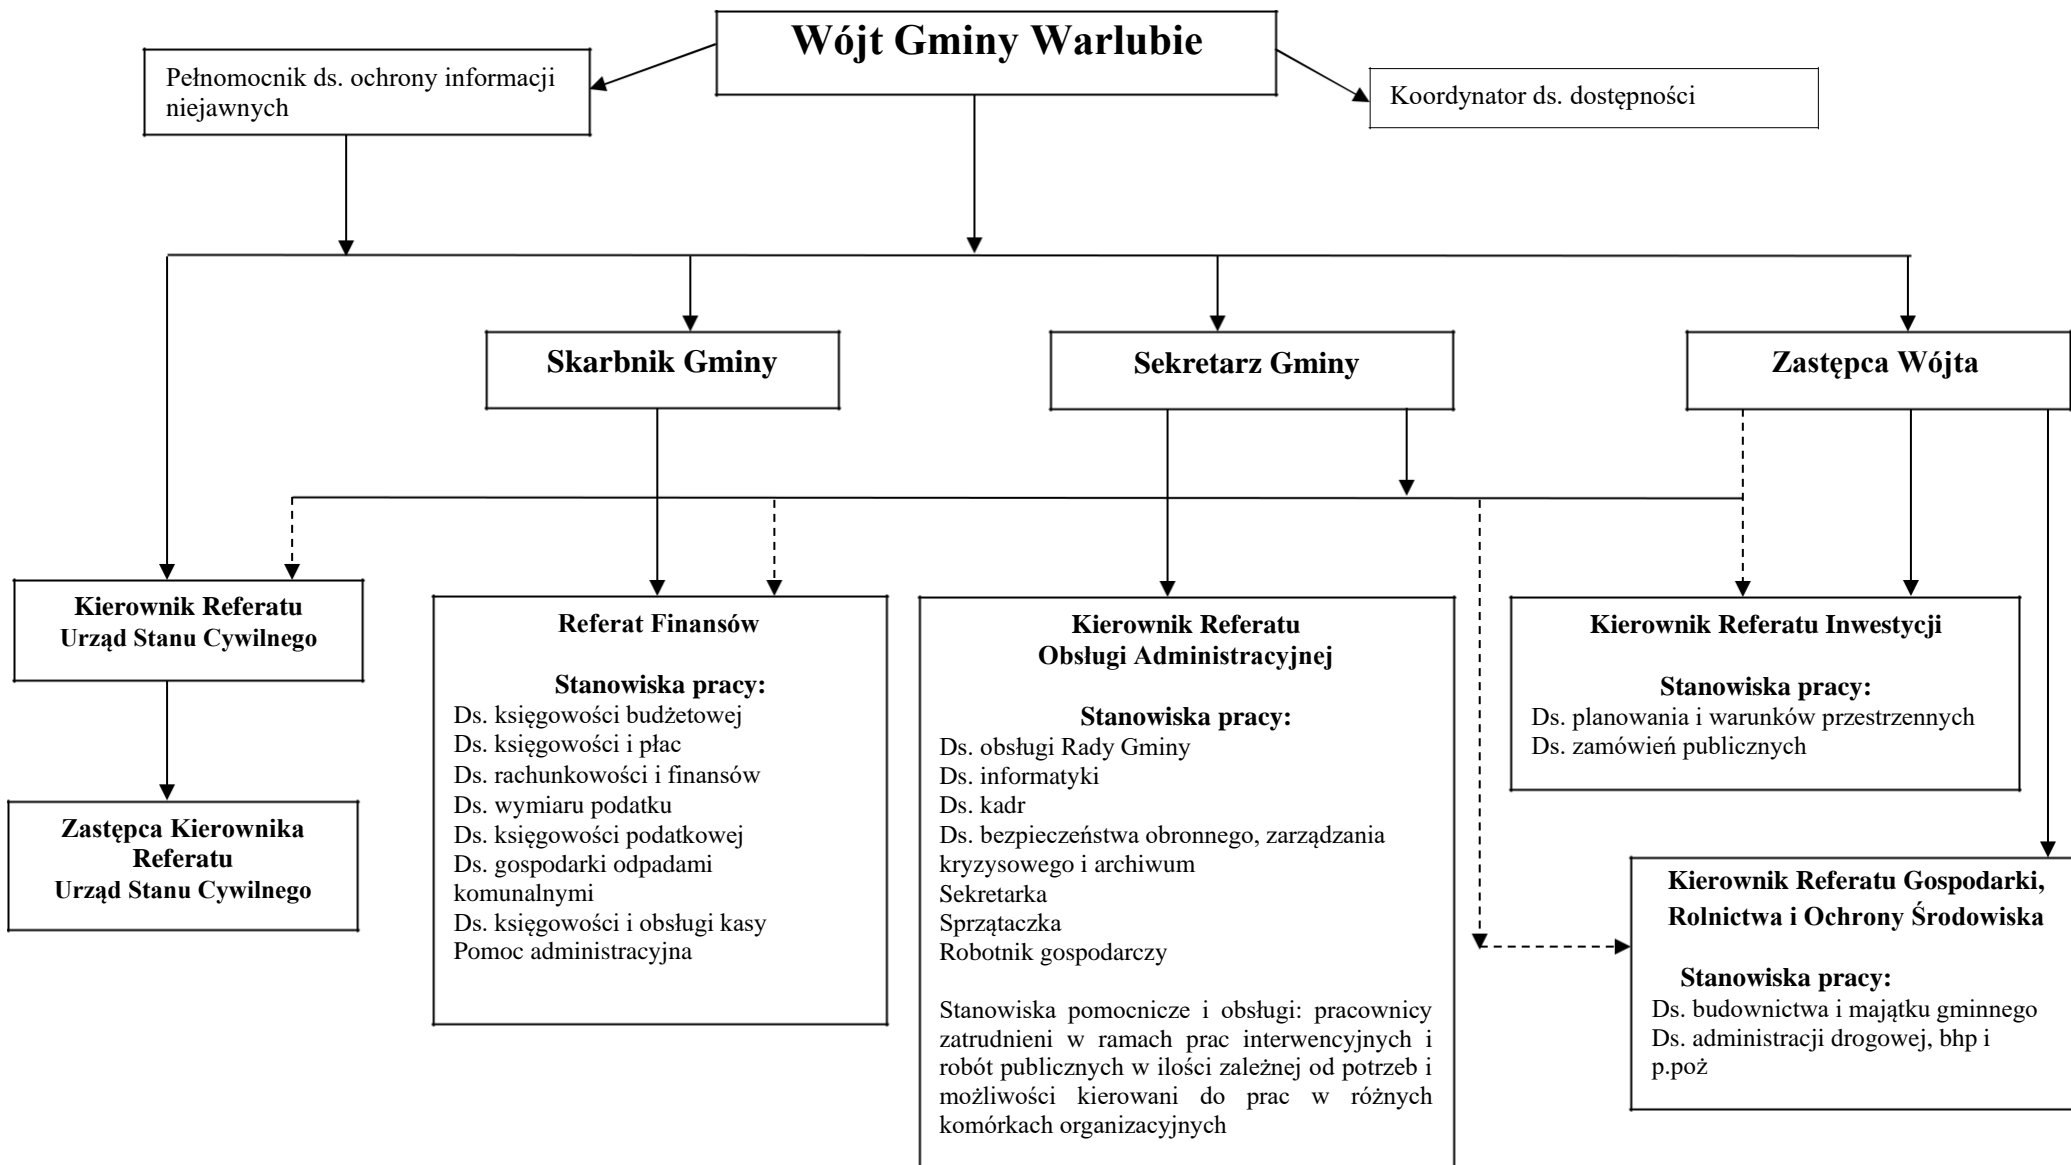 Wójt Gminy Warlubie
Pełnomocnik ds. ochrony informacji
niejawnych
Koordynator ds. dostępności
Skarbnik Gminy
Sekretarz Gminy
Zastępca Wójta
Kierownik Referatu
Urząd Stanu Cywilnego
Zastępca Kierownika
Referatu
Urząd Stanu Cywilnego
Referat Finansów
Stanowiska pracy:
Ds. księgowości budżetowej
Ds. księgowości i płac
Ds. rachunkowości i finansów
Ds. wymiaru podatku
Ds. księgowości podatkowej
Ds. gospodarki odpadami
komunalnymi
Ds. księgowości i obsługi kasy
Pomoc administracyjna
Kierownik Referatu
Obsługi Administracyjnej
Stanowiska pracy:
Ds. obsługi Rady Gminy
Ds. informatyki
Ds. kadr
Ds. bezpieczeństwa obronnego, zarządzania
kryzysowego i archiwum
Sekretarka
Sprzątaczka
Robotnik gospodarczy
Stanowiska pomocnicze i obsługi: pracownicy
zatrudnieni w ramach prac interwencyjnych i
robót publicznych w ilości zależnej od potrzeb i
możliwości kierowani do prac w różnych
komórkach organizacyjnych
Kierownik Referatu Inwestycji
Stanowiska pracy:
Ds. planowania i warunków przestrzennych
Ds. zamówień publicznych
Kierownik Referatu Gospodarki,
Rolnictwa i Ochrony Środowiska
Stanowiska pracy:
Ds. budownictwa i majątku gminnego
Ds. administracji drogowej, bhp i
p.poż